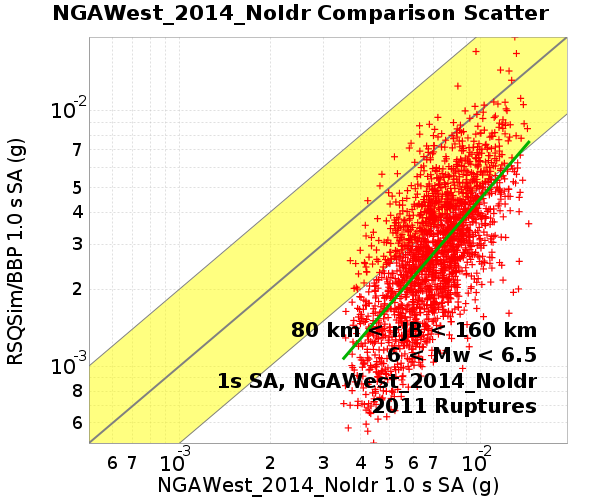 NGAWest_2014_NoIdr Comparison Scatter
RSQSim/BBP 1.0 s SA (g)
10-2
7
5
4
3
2
10-3
8
6
80 km < rJB < 160 km
6 < Mw < 6.5
1s SA, NGAWest_2014_NoIdr
2011 Ruptures
6 7 10-3 2 3 4 5 6 7 10-2
NGAWest_2014_NoIdr 1.0 s SA (g)